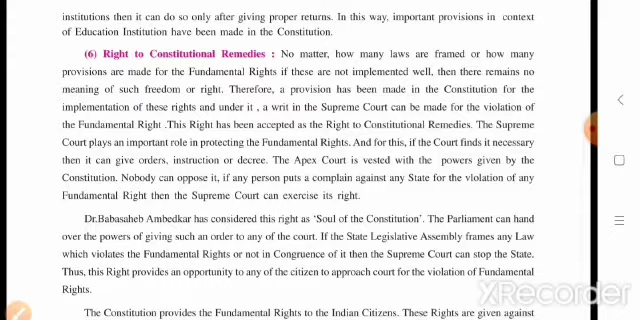 institutions then it can do so only after giving proper returns. In this way, important provisions in context
of Education Institution have been made in the Constitution.
(6) Right to Constitutional Remedies : No matter, how many laws are framed or how many
provisions are made for the Fundamental Rights if these are not implemented well, then there remains no
meaning of such freedom or right. Therefore, a provision has been made in the Constitution for the
implementation of these rights and under it , a writ in the Supreme Court can be made for the violation of
the Fundamental Right .This Right has been accepted as the Right to Constitutional Remedies. The Supreme
Court plays an important role in protecting the Fundamental Rights. And for this, if the Court finds it necessary
then it can give orders, instruction or decree. The Apex Court is vested with the powers given by the
Constitution. Nobody can oppose it, if any person puts a complain against any State for the vlolation of any
Fundamental Right then the Supreme Court can exercise its right.
Dr.Babasaheb Ambedkar has considered this right as 'Soul of the Constitution'. The Parliament can hand
over the powers of giving such an order to any of the court. If the State Legislative Assembly frames any Law
which violates the Fundamental Rights or not in Congruence of it then the Supreme Court can stop the State.
Thus, this Right provides an opportunity to any of the citizen to approach court for the violation of Fundamental
Rights.
The Constitution provides the Fundamental Rights to the Indian Citizens. These Rights are given against
XRecorder